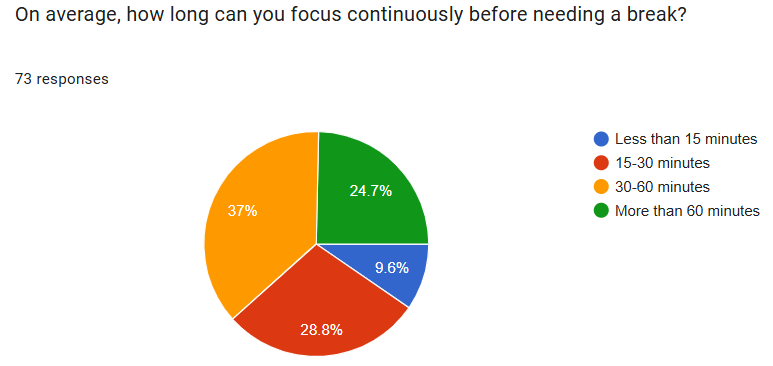 On average, how long can you focus continuously before needing a break?
73 responses
24.7%
37%
9.6%
28.8%
Less than 15 minutes
15-30 minutes
30-60 minutes
More than 60 minutes